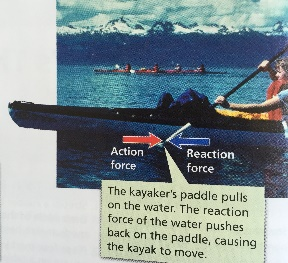 Action
force
Reaction
force
The kayaker's paddle pulls
on the water. The reaction
force of the water pushes
back on the paddle, causing
the kayak to move.